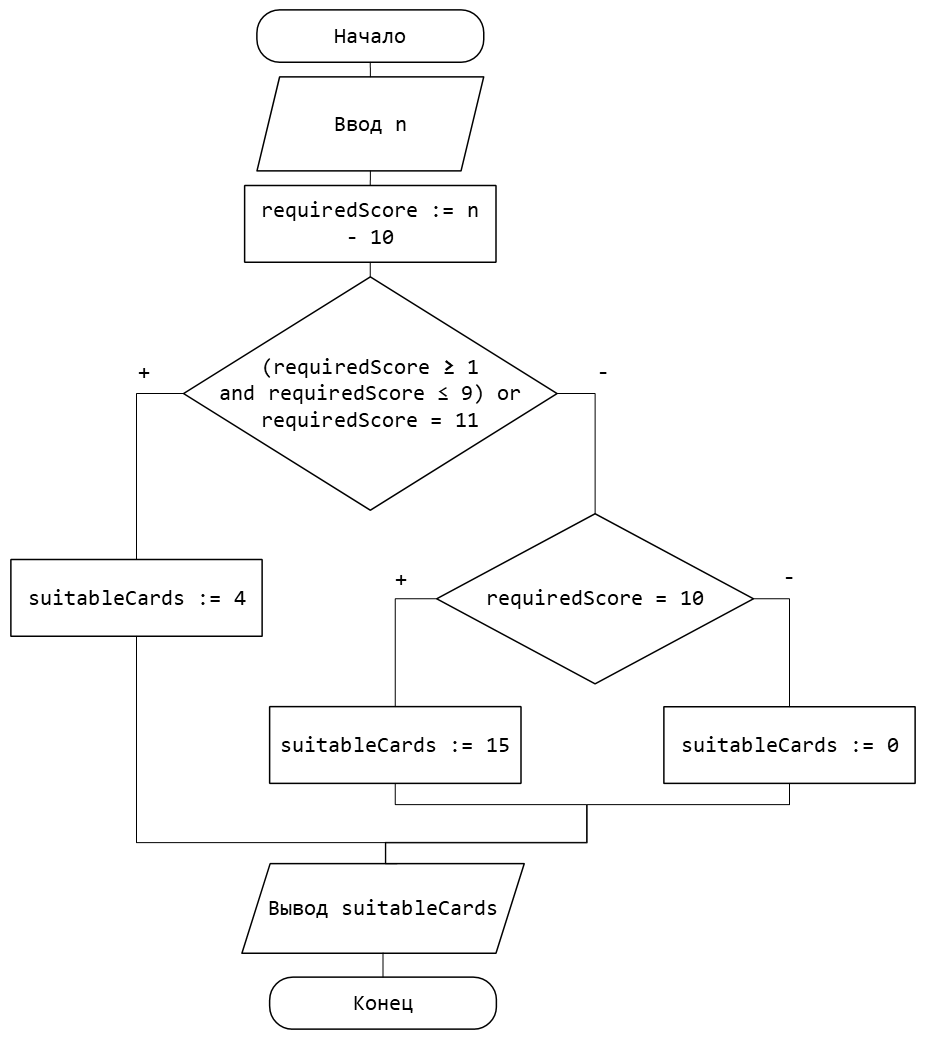 Начало
Ввод n
requiredScore := n
- 10
(requiredScore ≥ 1
and requiredScore ≤ 9) or
requiredScore = 11
+
-
suitableCards := 4
requiredScore = 10
+
-
suitableCards := 15
suitableCards := 0
Вывод suitableCards
Конец